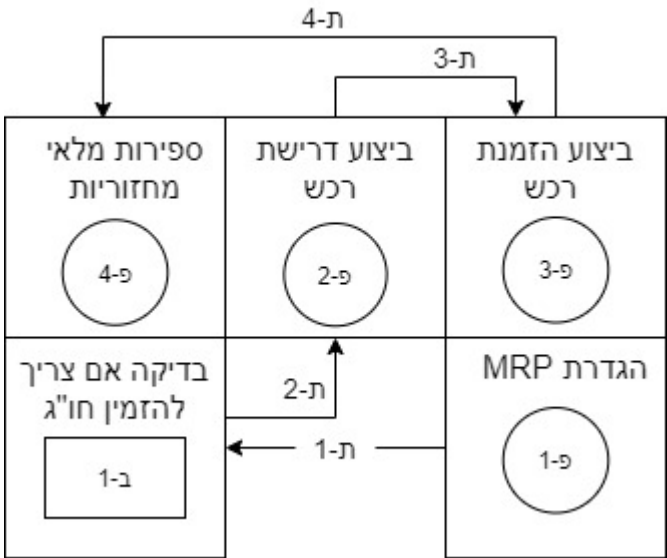 ת-4
ת-3
ביצוע הזמנת
רכש
פ-3
ביצוע דרישת
רכש
פ-2
ספירות מלאי
מחזוריות
פ-4
הגדרת MRP
פ-1
ת-2
ת-1
בדיקה אם צריך
להזמין חו"ג
ב-1